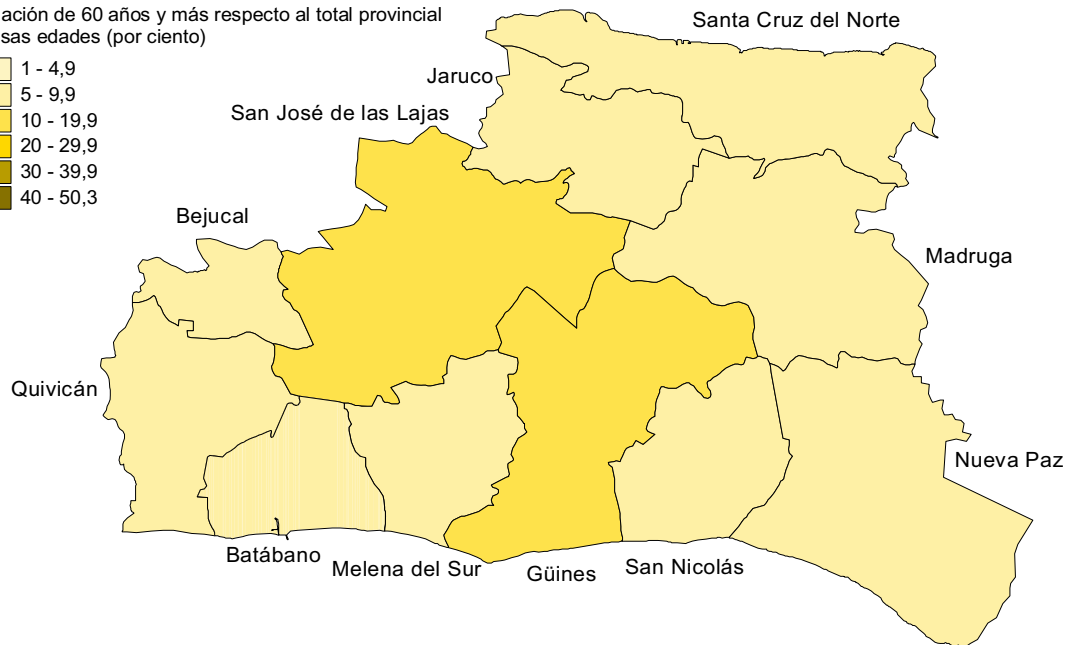 ación de 60 años y más respecto al total provincial
sas edades (por ciento)
1 - 4,9
5 - 9,9
10 - 19,9
20 - 29,9
30 - 39,9
40 - 50,3
Santa Cruz del Norte
Jaruco
San José de las Lajas
Bejucal
Madruga
Quivicán
Nueva Paz
Batábano
Melena del Sur
Güines
San Nicolás